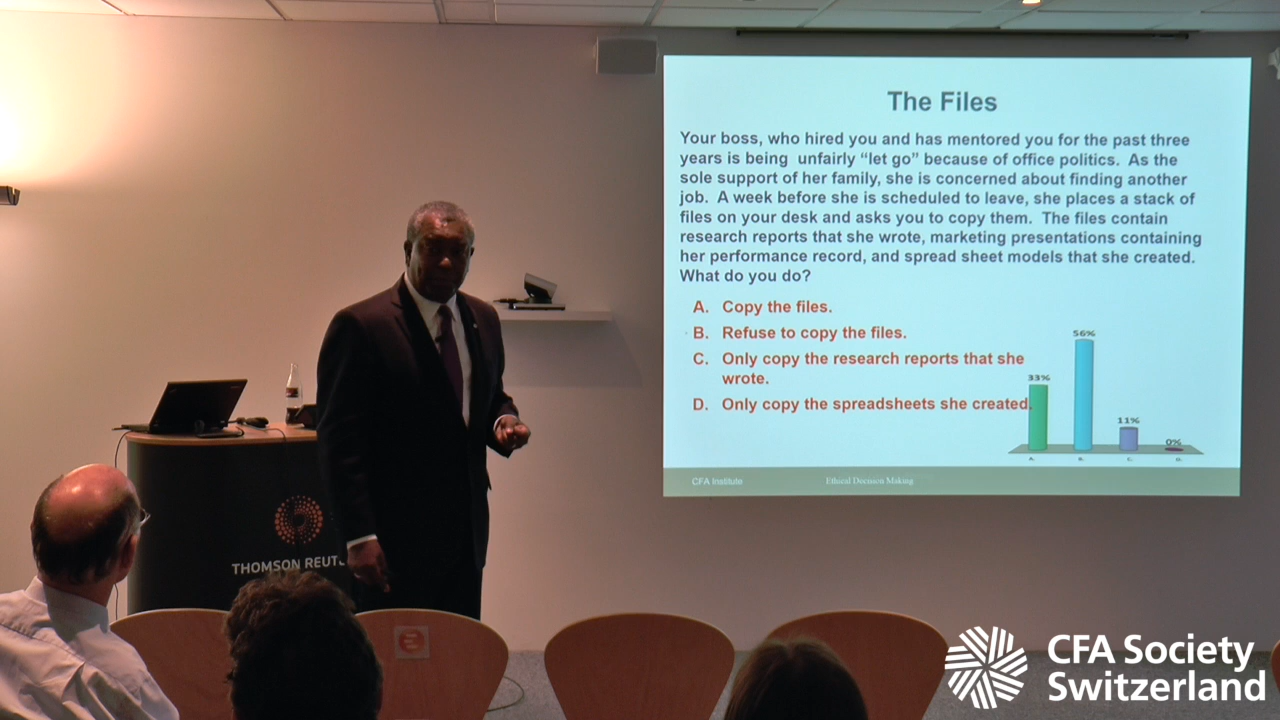 The Files
Your boss, who hired you and has mentored you for the past three
years is being unfairly “let go” because of office politics. As the
sole support of her family, she is concerned about finding another
job. A week before she is scheduled to leave, she places a stack of
files on your desk and asks you to copy them. The files contain
research reports that she wrote, marketing presentations containing
her performance record, and spread sheet models that she created.
What do you do?
A. Copy the files.
B. Refuse to copy the files.
C. Only copy the research reports that she
wrote.
D. Only copy the spreadsheets she created.
33%
56%
11%
0%
A.
B.
C.
D.
CFA Institute
Ethical Decision Making
THOMSON REUT
CFA Society
Switzerland